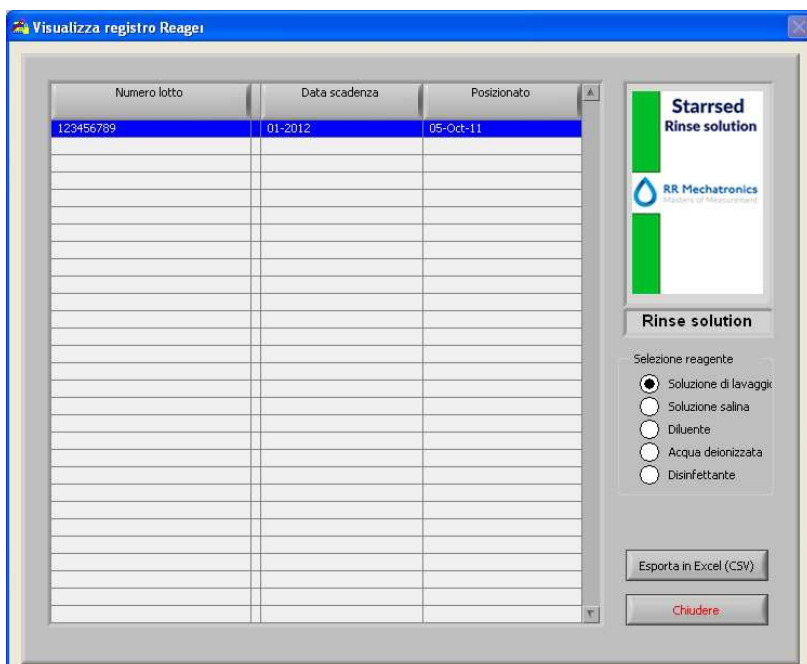 Visualizza registro Reager
Numero lotto Data scadenza Posizionato
123456789 01-2012 05-Oct-11
Starrsed
Rinse solution
RR Mechatronics
Masters of Measurement
Rinse solution
Selezione reagente
Soluzione di lavaggio
Soluzione salina
Diluente
Acqua deionizzata
Disinfettante
Esporta in Excel (CSV)
Chiudere